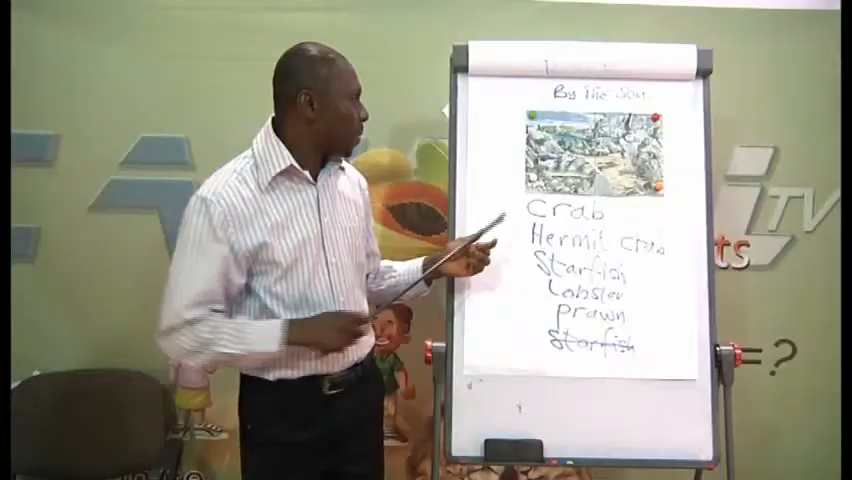 By The Sea
crab
Hermit crab
Starfish
Lobster
prawn
Starfish
TV
ts
= ?